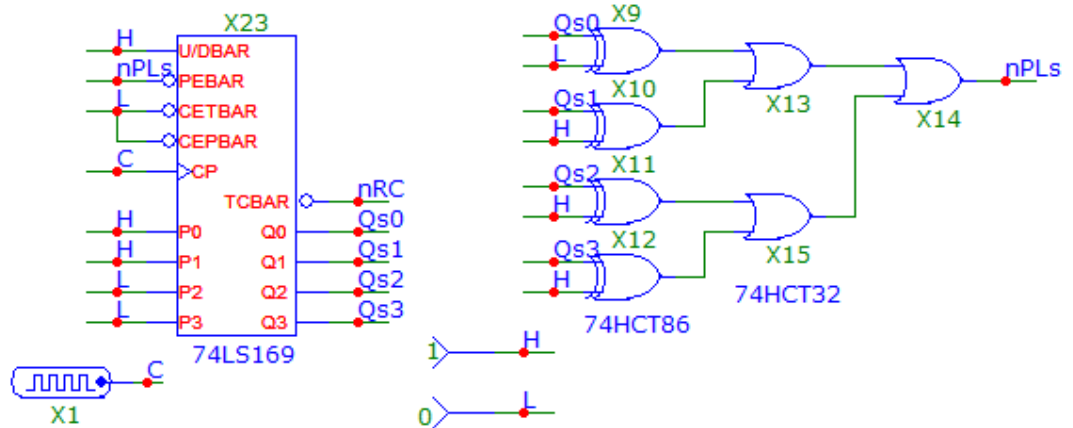 X23
H
U/DBAR
nPLs
PEBAR
L
CETBAR
CEPBAR
C
CP
TCBAR
nRC
H
P0
Q0
Qs0
H
P1
Q1
Qs1
L
P2
Q2
Qs2
L
P3
Q3
Qs3
74LS169
C
X1
X9
Qs0
L
X10
Qs1
H
X11
Qs2
H
X12
Qs3
H
74HCT86
X13
X15
74HCT32
X14
nPLs
1
H
0
L